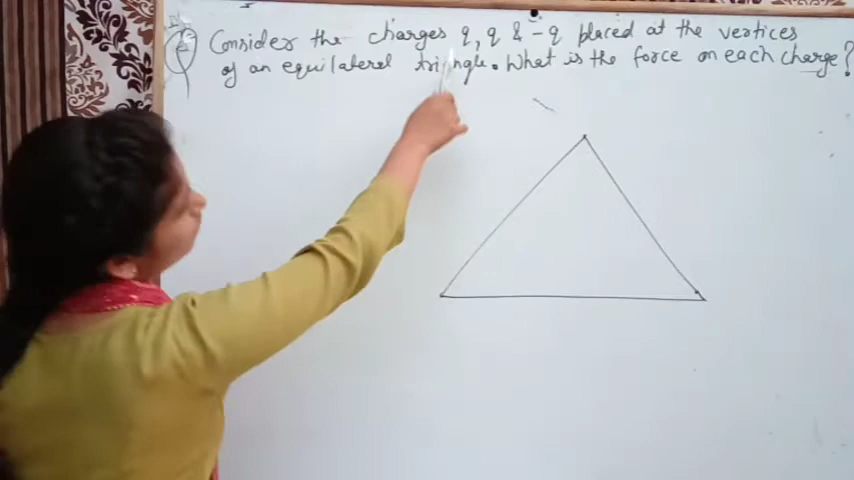 Q Consider the charges q, q & -q placed at the vertices
of an equilateral triangle. What is the force on each charge?